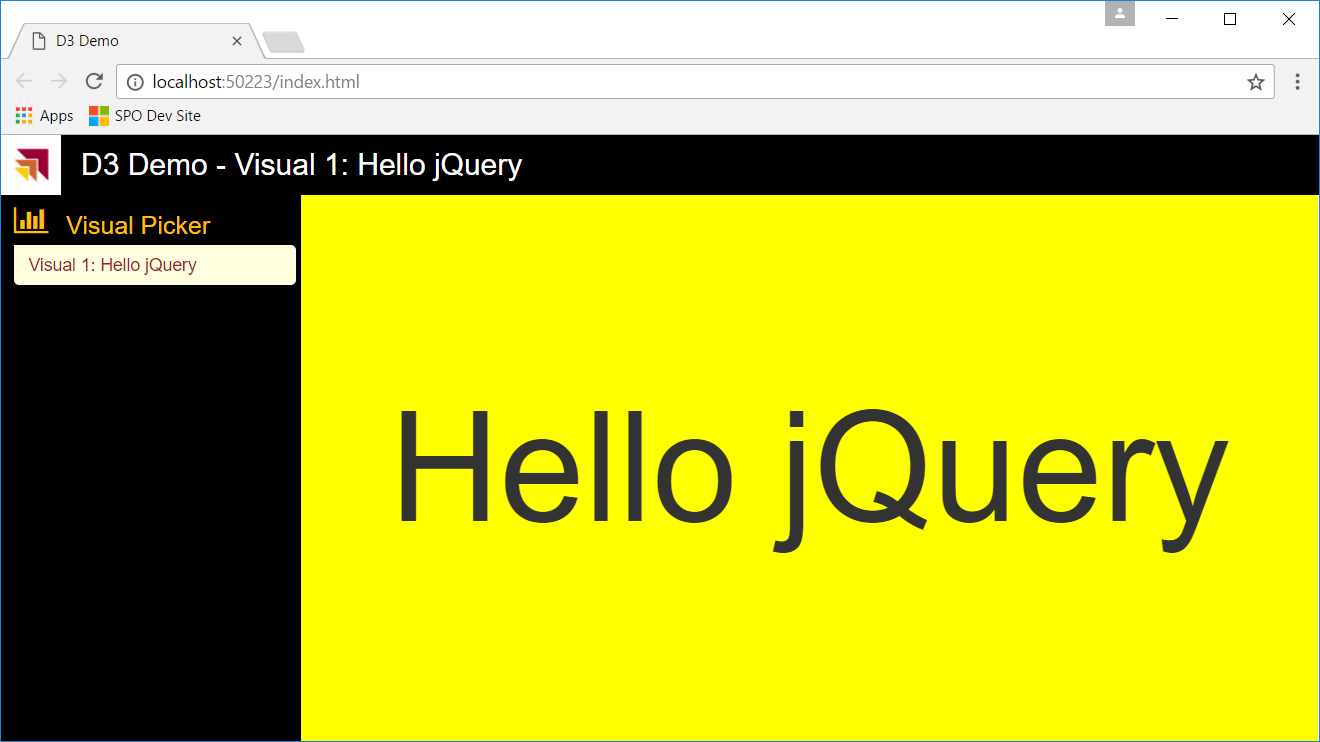 D3 Demo
localhost:50223/index.html
Apps
SPO Dev Site
D3 Demo - Visual 1: Hello jQuery
Visual Picker
Visual 1: Hello jQuery
Hello jQuery